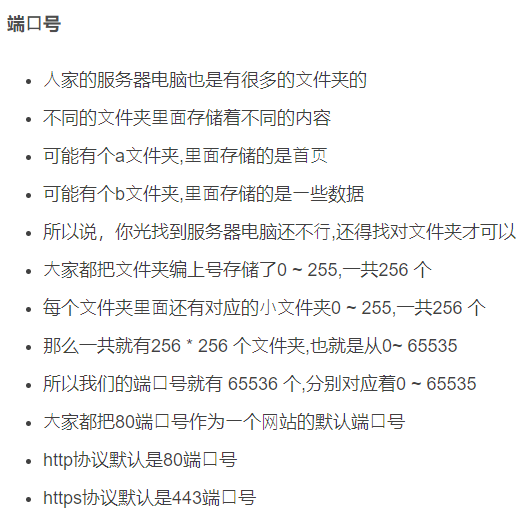 端口号
人家的服务器电脑也是有很多的文件夹的
不同的文件夹里面存储着不同的内容
可能有个a文件夹,里面存储的是首页
可能有个b文件夹,里面存储的是一些数据
所以说，你光找到服务器电脑还不行,还得找对文件夹才可以
大家都把文件夹编上号存储了0 ~ 255,一共256 个
每个文件夹里面还有对应的小文件夹0 ~ 255,一共256 个
那么一共就有256 * 256 个文件夹,也就是从0~ 65535
所以我们的端口号就有 65536 个,分别对应着0 ~ 65535
大家都把80端口号作为一个网站的默认端口号
http协议默认是80端口号
https协议默认是443端口号